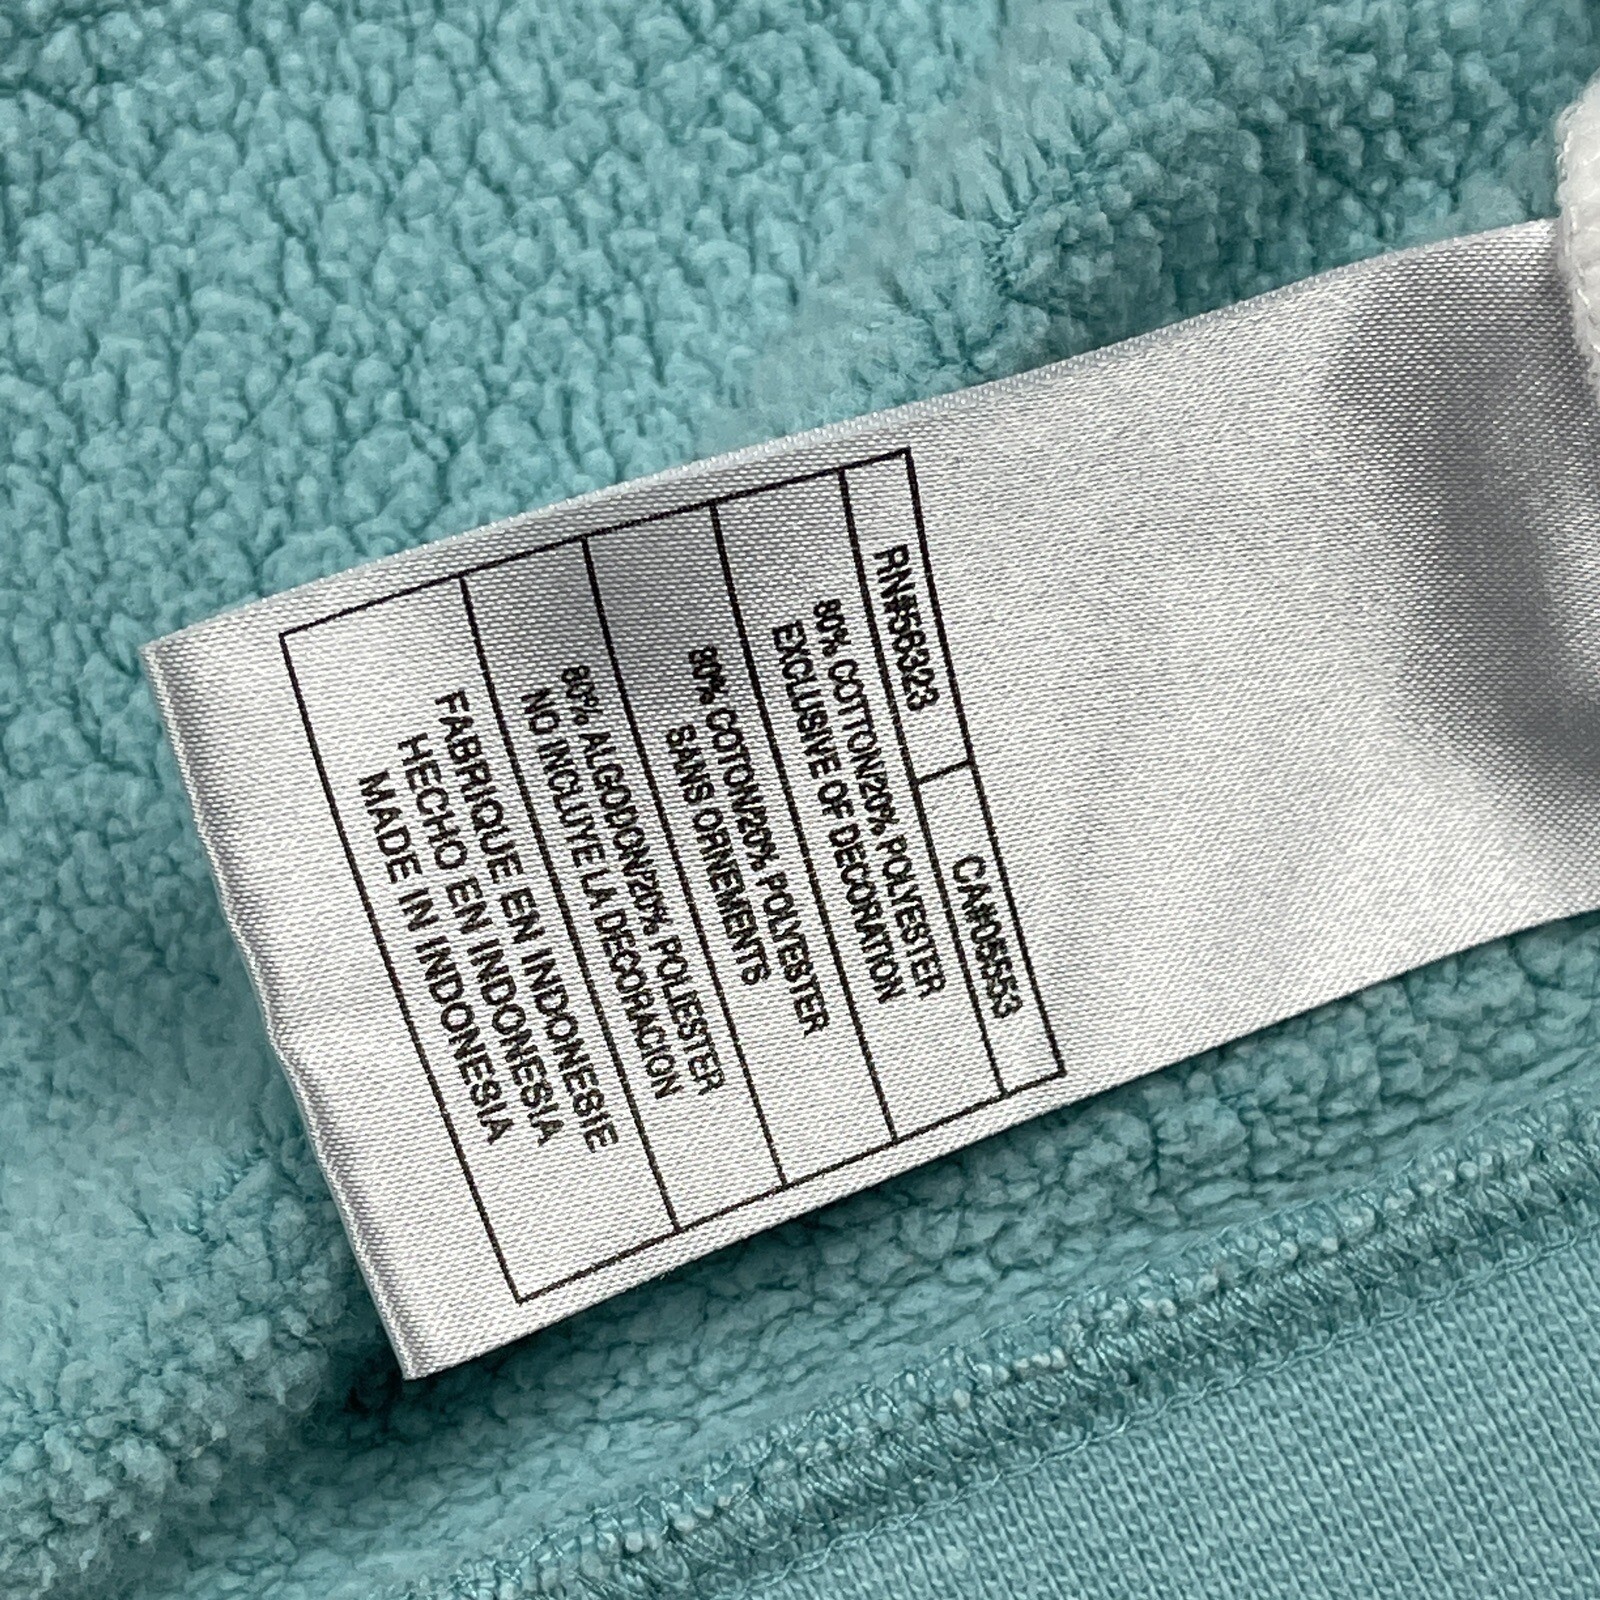 RN#56323 CA#05553
80% COTTON/20% POLYESTER
EXCLUSIVE OF DECORATION
80% COTON/20% POLYESTER
SANS ORNEMENTS
80% ALGODON/20% POLIESTER
NO INCLUYE LA DECORACION
FABRIQUE EN INDONESIE
HECHO EN INDONESIA
MADE IN INDONESIA